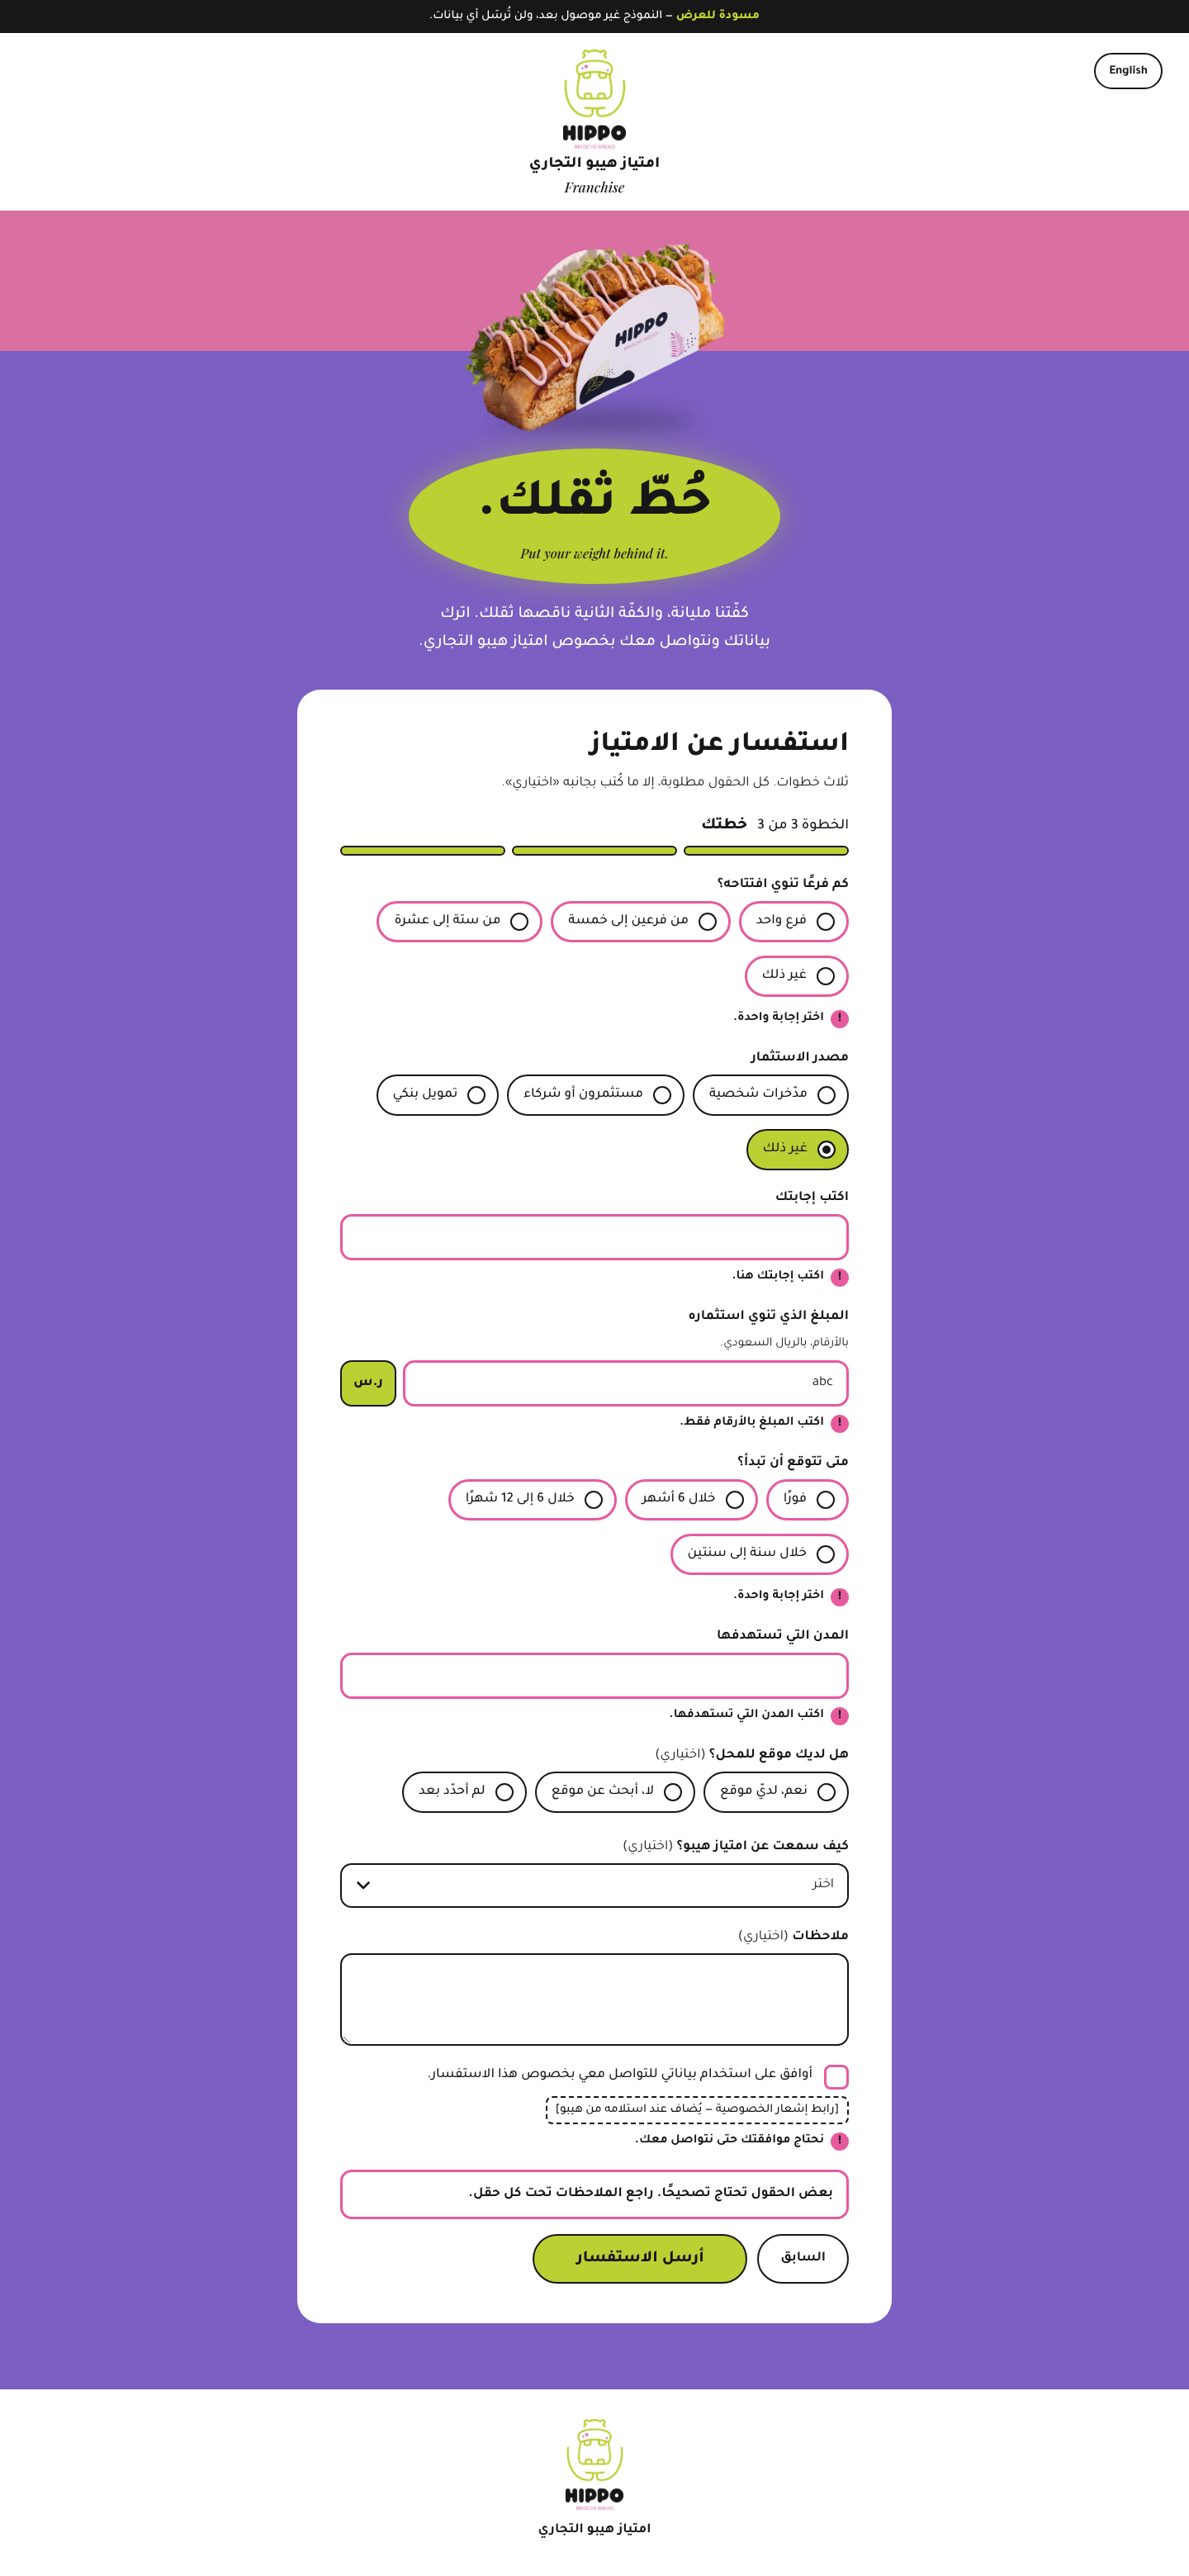 مسودة للعرض – النموذج غير موصول بعد، ولن تُرسَل أي بيانات.
English
HIPPO
BRIOCHE BREAD
امتياز هيبو التجاري
Franchise
HIPPO
BRIOCHE BREAD
حُطّ ثقلك.
Put your weight behind it.
كفّتنا مليانة، والكفّة الثانية ناقصها ثقلك. اترك
بياناتك ونتواصل معك بخصوص امتياز هيبو التجاري.
استفسار عن الامتياز
ثلاث خطوات. كل الحقول مطلوبة، إلا ما كُتب بجانبه «اختياري».
الخطوة 3 من 3 خطتك
كم فرعًا تنوي افتتاحه؟
فرع واحد
من فرعين إلى خمسة
من ستة إلى عشرة
غير ذلك
! اختر إجابة واحدة.
مصدر الاستثمار
مدّخرات شخصية
مستثمرون أو شركاء
تمويل بنكي
غير ذلك
اكتب إجابتك
! اكتب إجابتك هنا.
المبلغ الذي تنوي استثماره
بالأرقام، بالريال السعودي.
abc
ر.س
! اكتب المبلغ بالأرقام فقط.
متى تتوقع أن تبدأ؟
فورًا
خلال 6 أشهر
خلال 6 إلى 12 شهرًا
خلال سنة إلى سنتين
! اختر إجابة واحدة.
المدن التي تستهدفها
! اكتب المدن التي تستهدفها.
هل لديك موقع للمحل؟ (اختياري)
نعم، لديّ موقع
لا، أبحث عن موقع
لم أحدّد بعد
كيف سمعت عن امتياز هيبو؟ (اختياري)
اختر
ملاحظات (اختياري)
أوافق على استخدام بياناتي للتواصل معي بخصوص هذا الاستفسار.
[رابط إشعار الخصوصية – يُضاف عند استلامه من هيبو]
! نحتاج موافقتك حتى نتواصل معك.
بعض الحقول تحتاج تصحيحًا. راجع الملاحظات تحت كل حقل.
السابق
أرسل الاستفسار
HIPPO
BRIOCHE BREAD
امتياز هيبو التجاري